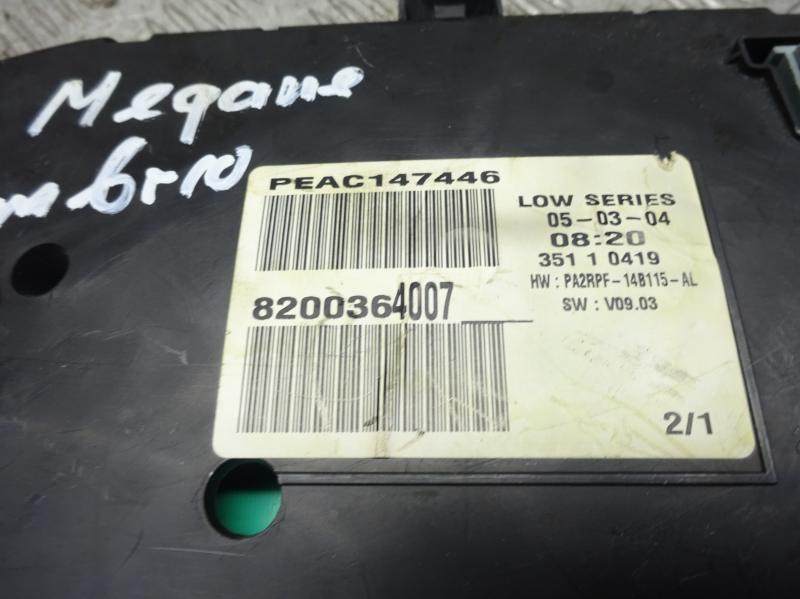 Megane
PEAC147446
8200364007
LOW SERIES
05-03-04
08:20
351 1 0419
HW : PA2RPF-14B115-AL
SW : V09.03
2/1